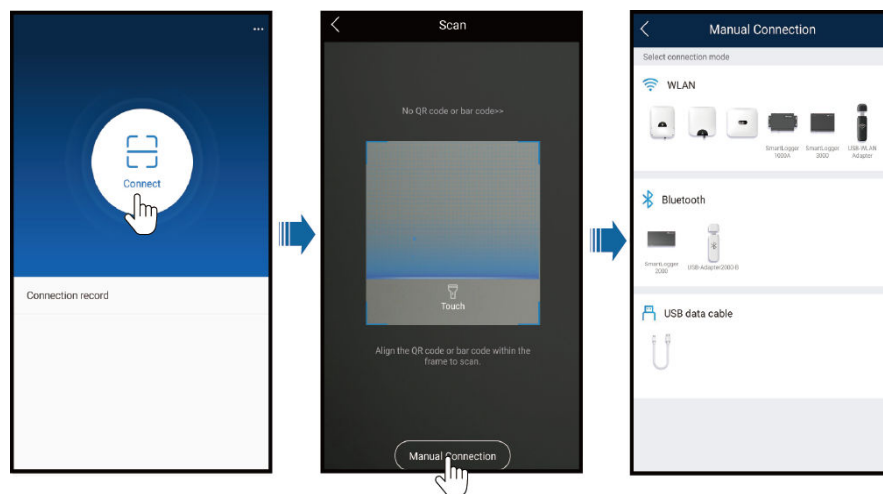 Connect
Connection record
Scan
No QR code or bar code>>
Touch
Align the QR code or bar code within the
frame to scan.
Manual Connection
Manual Connection
Select connection mode
WLAN
SmartLogger
1000A
SmartLogger
3000
USB-WLAN
Adapter
Bluetooth
SmartLogger
2000
USB-Adapter2000-B
USB data cable